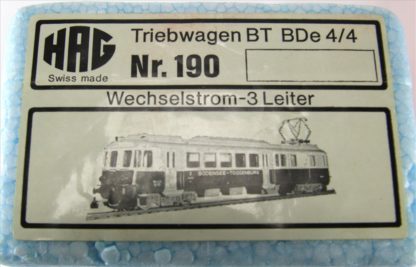 HAG
Swiss made
Triebwagen BT BDe 4/4
Nr. 190
Wechselstrom-3 Leiter
BODENSEE-TOGGENBURG